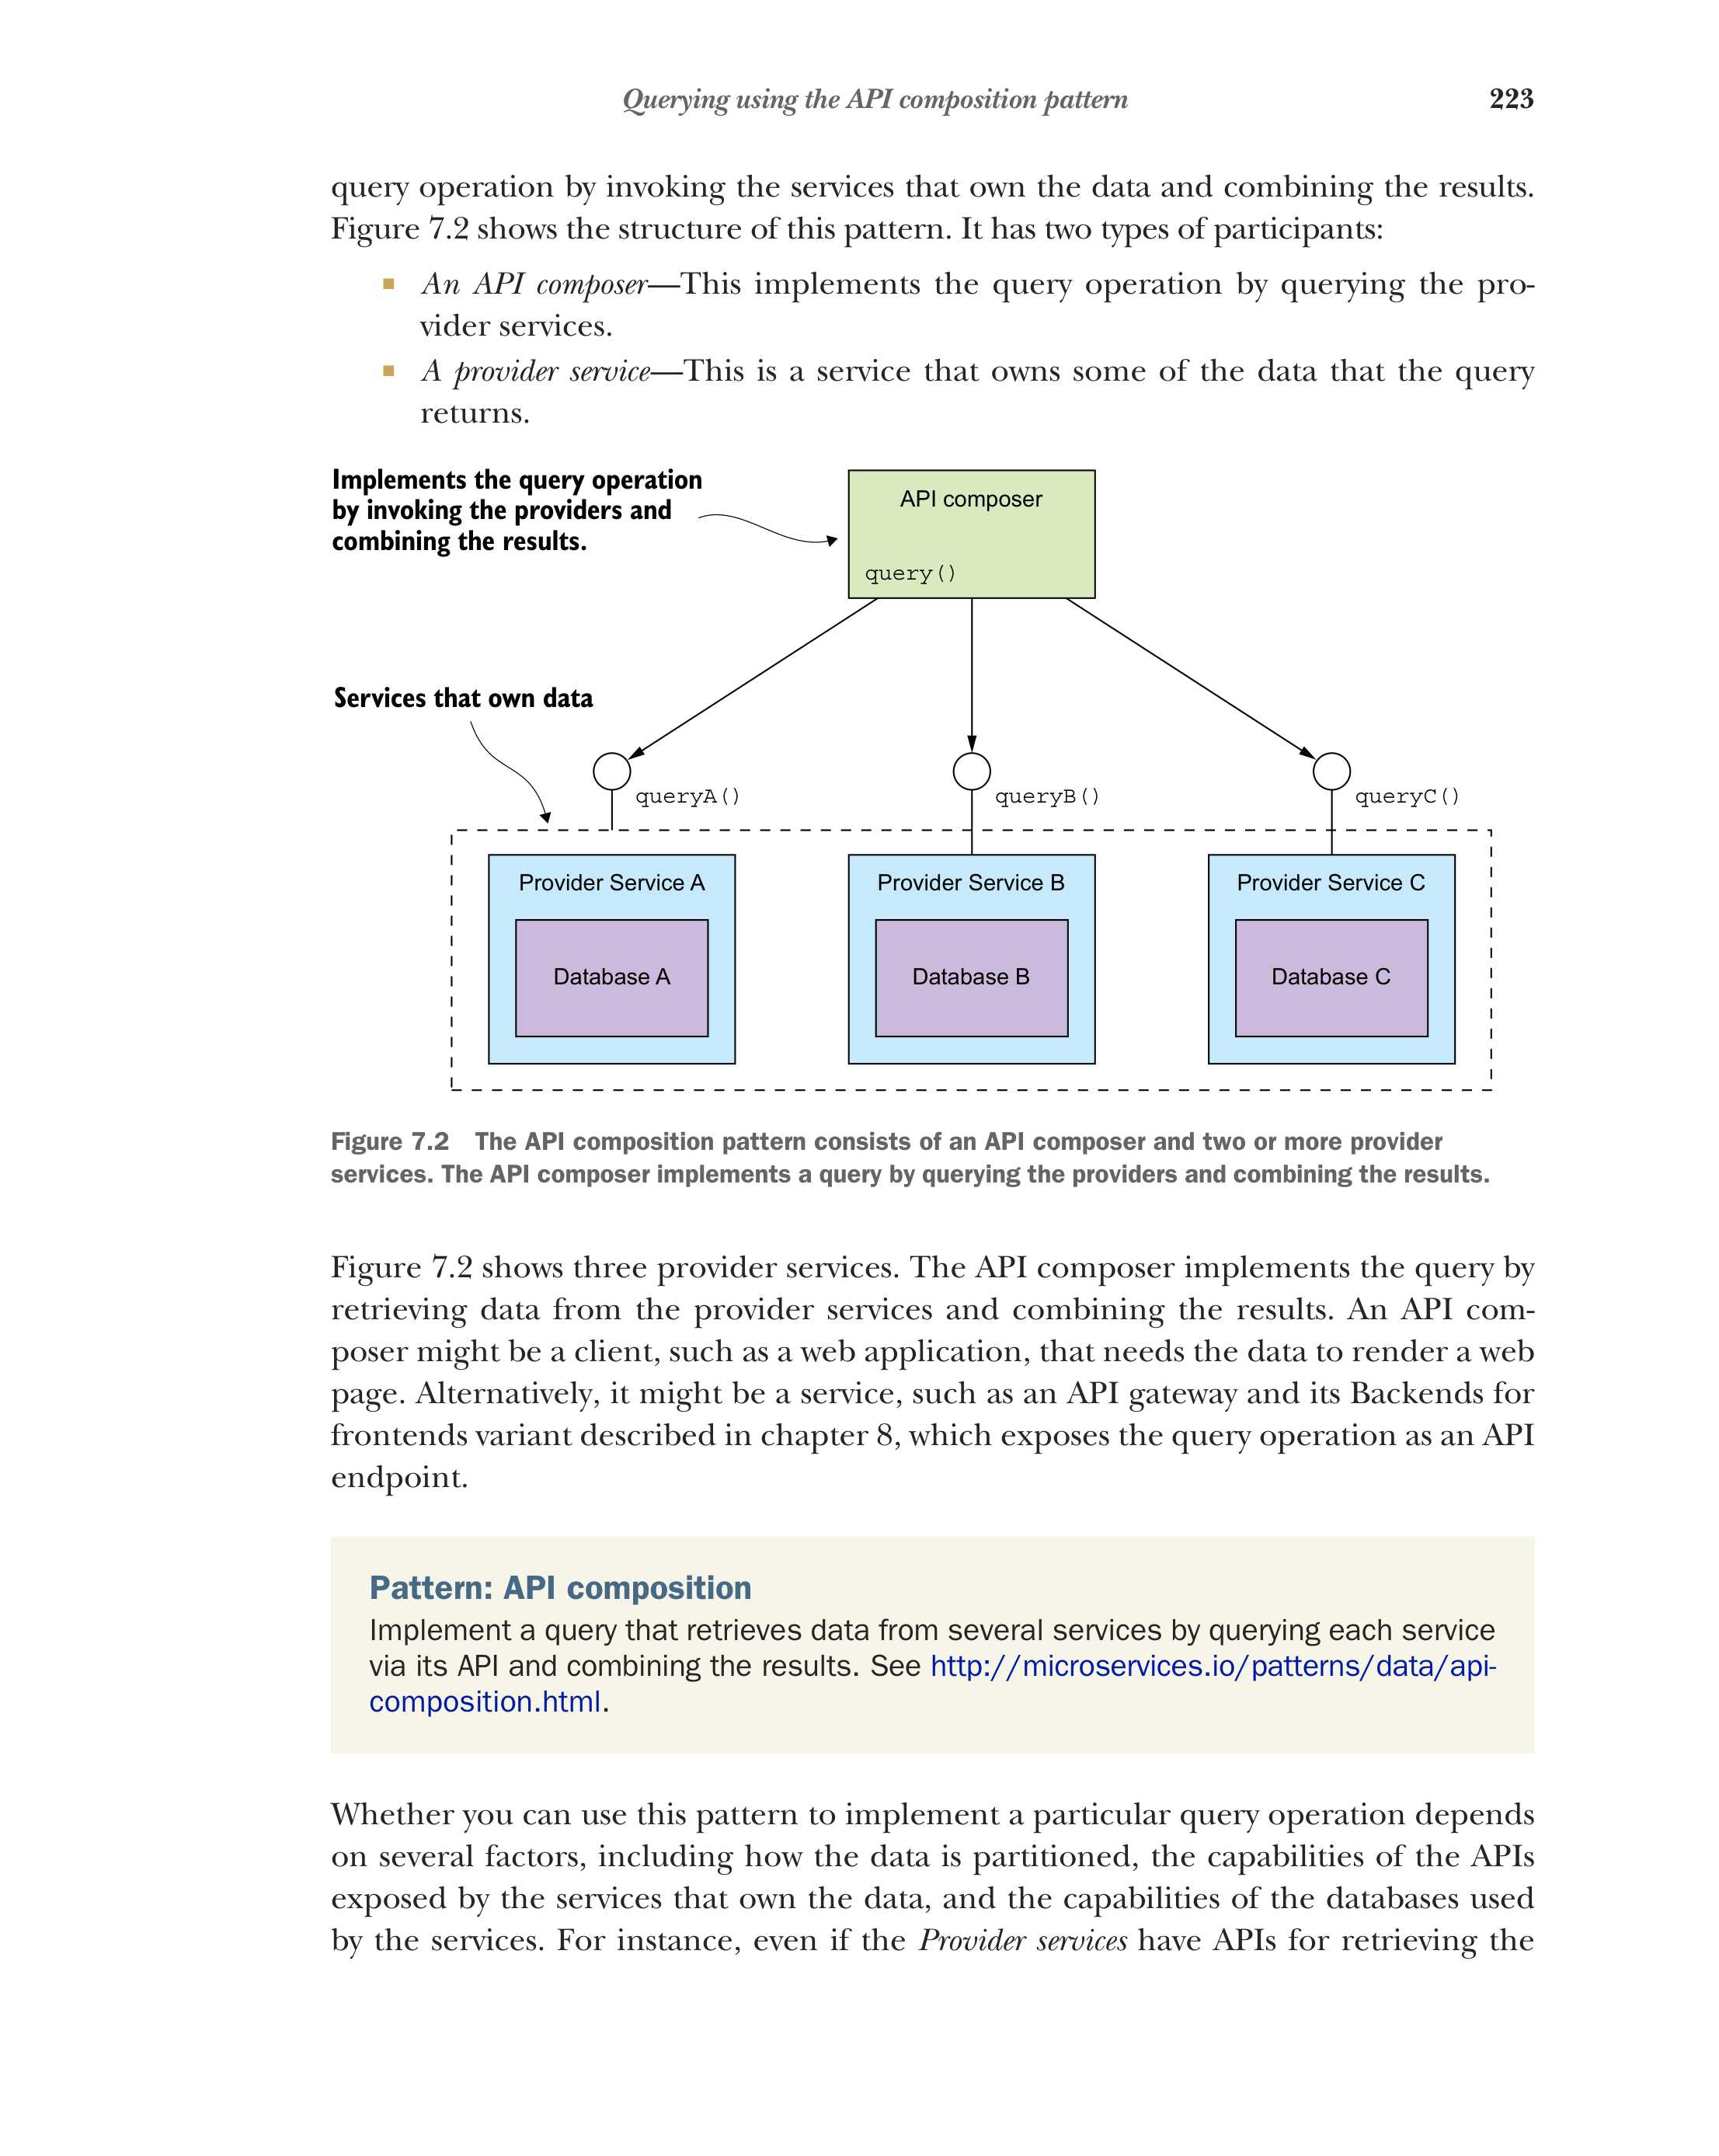 Querying using the API composition pattern 223
query operation by invoking the services that own the data and combining the results.
Figure 7.2 shows the structure of this pattern. It has two types of participants:
■ An API composer—This implements the query operation by querying the pro-
vider services.
■ A provider service—This is a service that owns some of the data that the query
returns.
Implements the query operation
by invoking the providers and
combining the results.
API composer
query()
Services that own data
queryA()
queryB()
queryC()
Provider Service A
Provider Service B
Provider Service C
Database A
Database B
Database C
Figure 7.2 The API composition pattern consists of an API composer and two or more provider
services. The API composer implements a query by querying the providers and combining the results.
Figure 7.2 shows three provider services. The API composer implements the query by
retrieving data from the provider services and combining the results. An API com-
poser might be a client, such as a web application, that needs the data to render a web
page. Alternatively, it might be a service, such as an API gateway and its Backends for
frontends variant described in chapter 8, which exposes the query operation as an API
endpoint.
Pattern: API composition
Implement a query that retrieves data from several services by querying each service
via its API and combining the results. See http://microservices.io/patterns/data/api-
composition.html.
Whether you can use this pattern to implement a particular query operation depends
on several factors, including how the data is partitioned, the capabilities of the APIs
exposed by the services that own the data, and the capabilities of the databases used
by the services. For instance, even if the Provider services have APIs for retrieving the